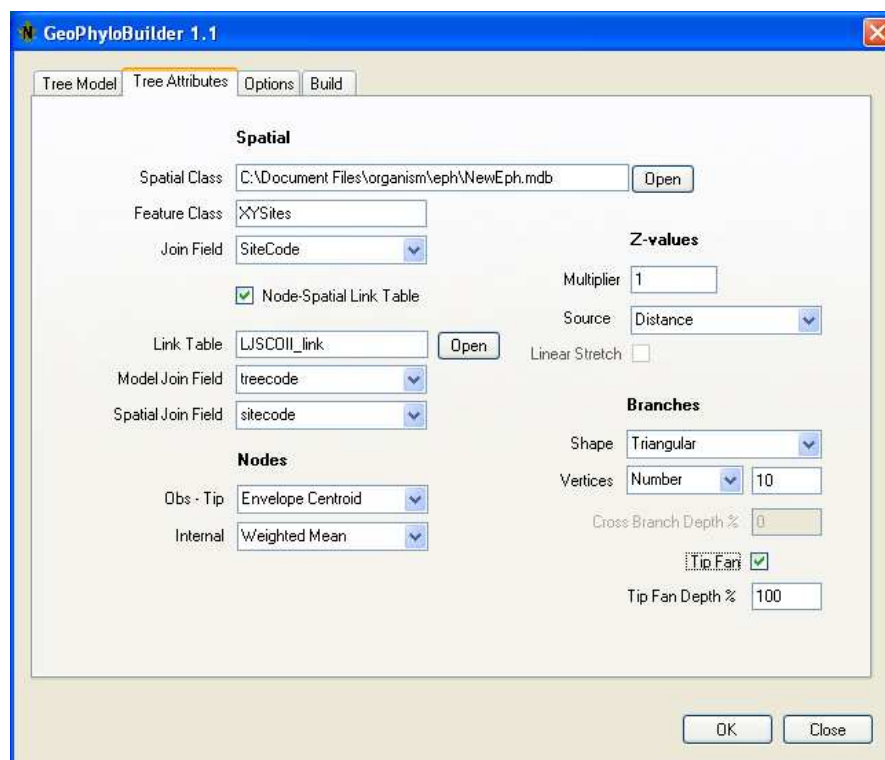 GeoPhyloBuilder 1.1
Tree Model Tree Attributes Options Build
Spatial
Spatial Class C:\Document Files\organism\eph\NewEph.mdb Open
Feature Class XYSites
Join Field SiteCode
Node-Spatial Link Table
Link Table LJSCOII_link Open
Model Join Field treecode
Spatial Join Field sitecode
Nodes
Obs - Tip Envelope Centroid
Internal Weighted Mean
Z-values
Multiplier 1
Source Distance
Linear Stretch
Branches
Shape Triangular
Vertices Number 10
Cross Branch Depth % 0
Tip Fan
Tip Fan Depth % 100
OK Close